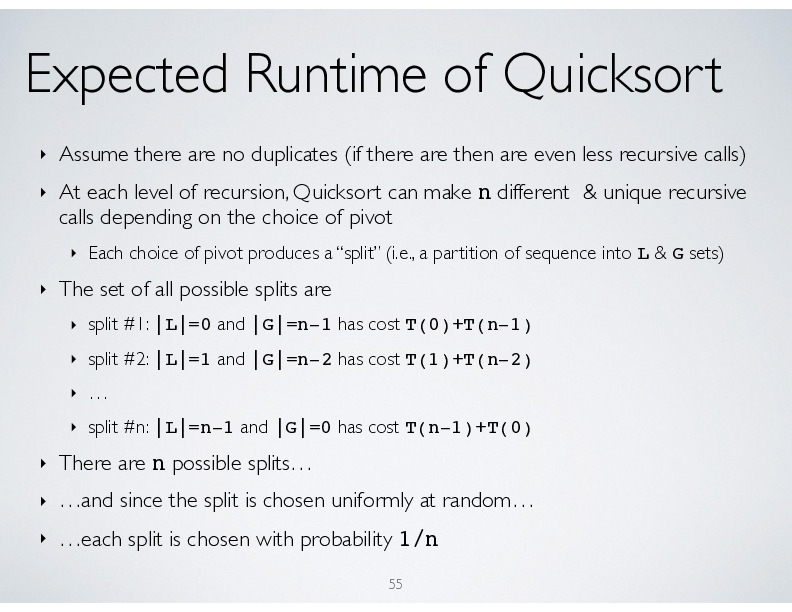 Expected Runtime of Quicksort
‣ Assume there are no duplicates (if there are then are even less recursive calls)
‣ At each level of recursion, Quicksort can make n different & unique recursive
calls depending on the choice of pivot
‣ Each choice of pivot produces a “split” (i.e., a partition of sequence into L & G sets)
‣ The set of all possible splits are
‣ split #1: |L|=0 and |G|=n-1 has cost T(0)+T(n-1)
‣ split #2: |L|=1 and |G|=n-2 has cost T(1)+T(n-2)
‣ …
‣ split #n: |L|=n-1 and |G|=0 has cost T(n-1)+T(0)
‣ There are n possible splits…
‣ …and since the split is chosen uniformly at random…
‣ …each split is chosen with probability 1/n
55